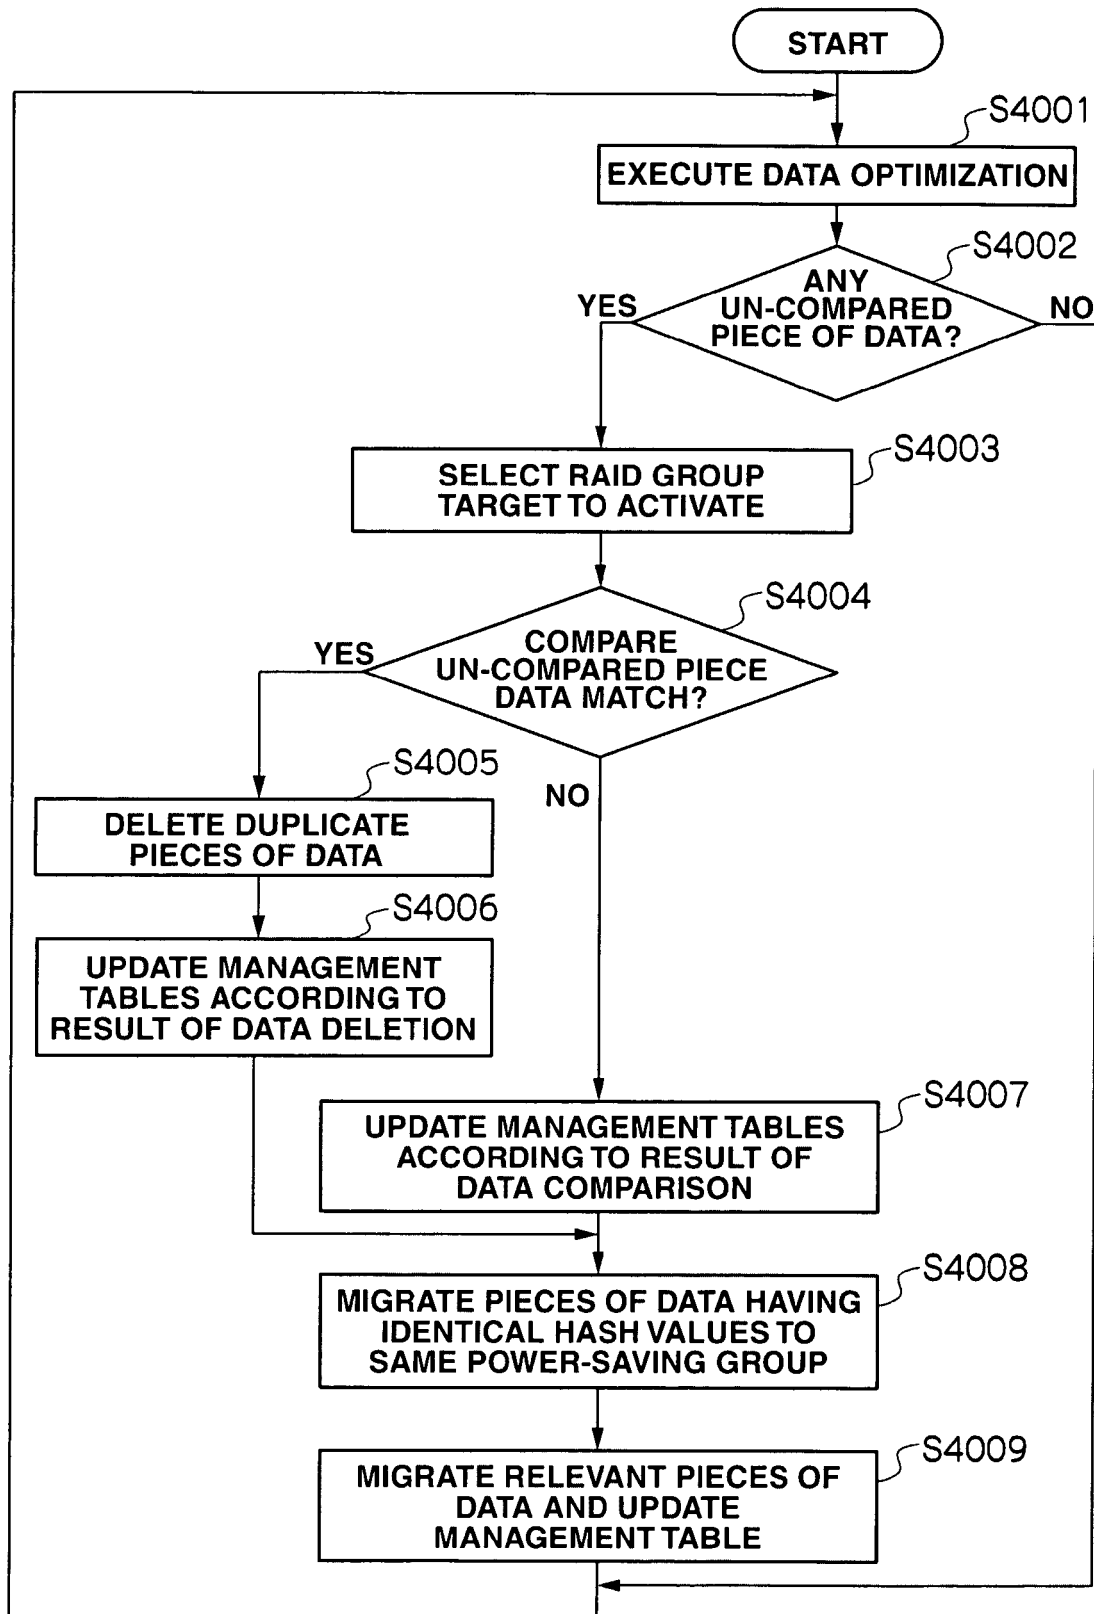 START
S4001
EXECUTE DATA OPTIMIZATION
S4002
ANY
UN-COMPARED
PIECE OF DATA?
YES
NO
S4003
SELECT RAID GROUP
TARGET TO ACTIVATE
S4004
COMPARE
UN-COMPARED PIECE
DATA MATCH?
YES
NO
S4005
DELETE DUPLICATE
PIECES OF DATA
S4006
UPDATE MANAGEMENT
TABLES ACCORDING TO
RESULT OF DATA DELETION
S4007
UPDATE MANAGEMENT TABLES
ACCORDING TO RESULT OF
DATA COMPARISON
S4008
MIGRATE PIECES OF DATA HAVING
IDENTICAL HASH VALUES TO
SAME POWER-SAVING GROUP
S4009
MIGRATE RELEVANT PIECES OF
DATA AND UPDATE
MANAGEMENT TABLE